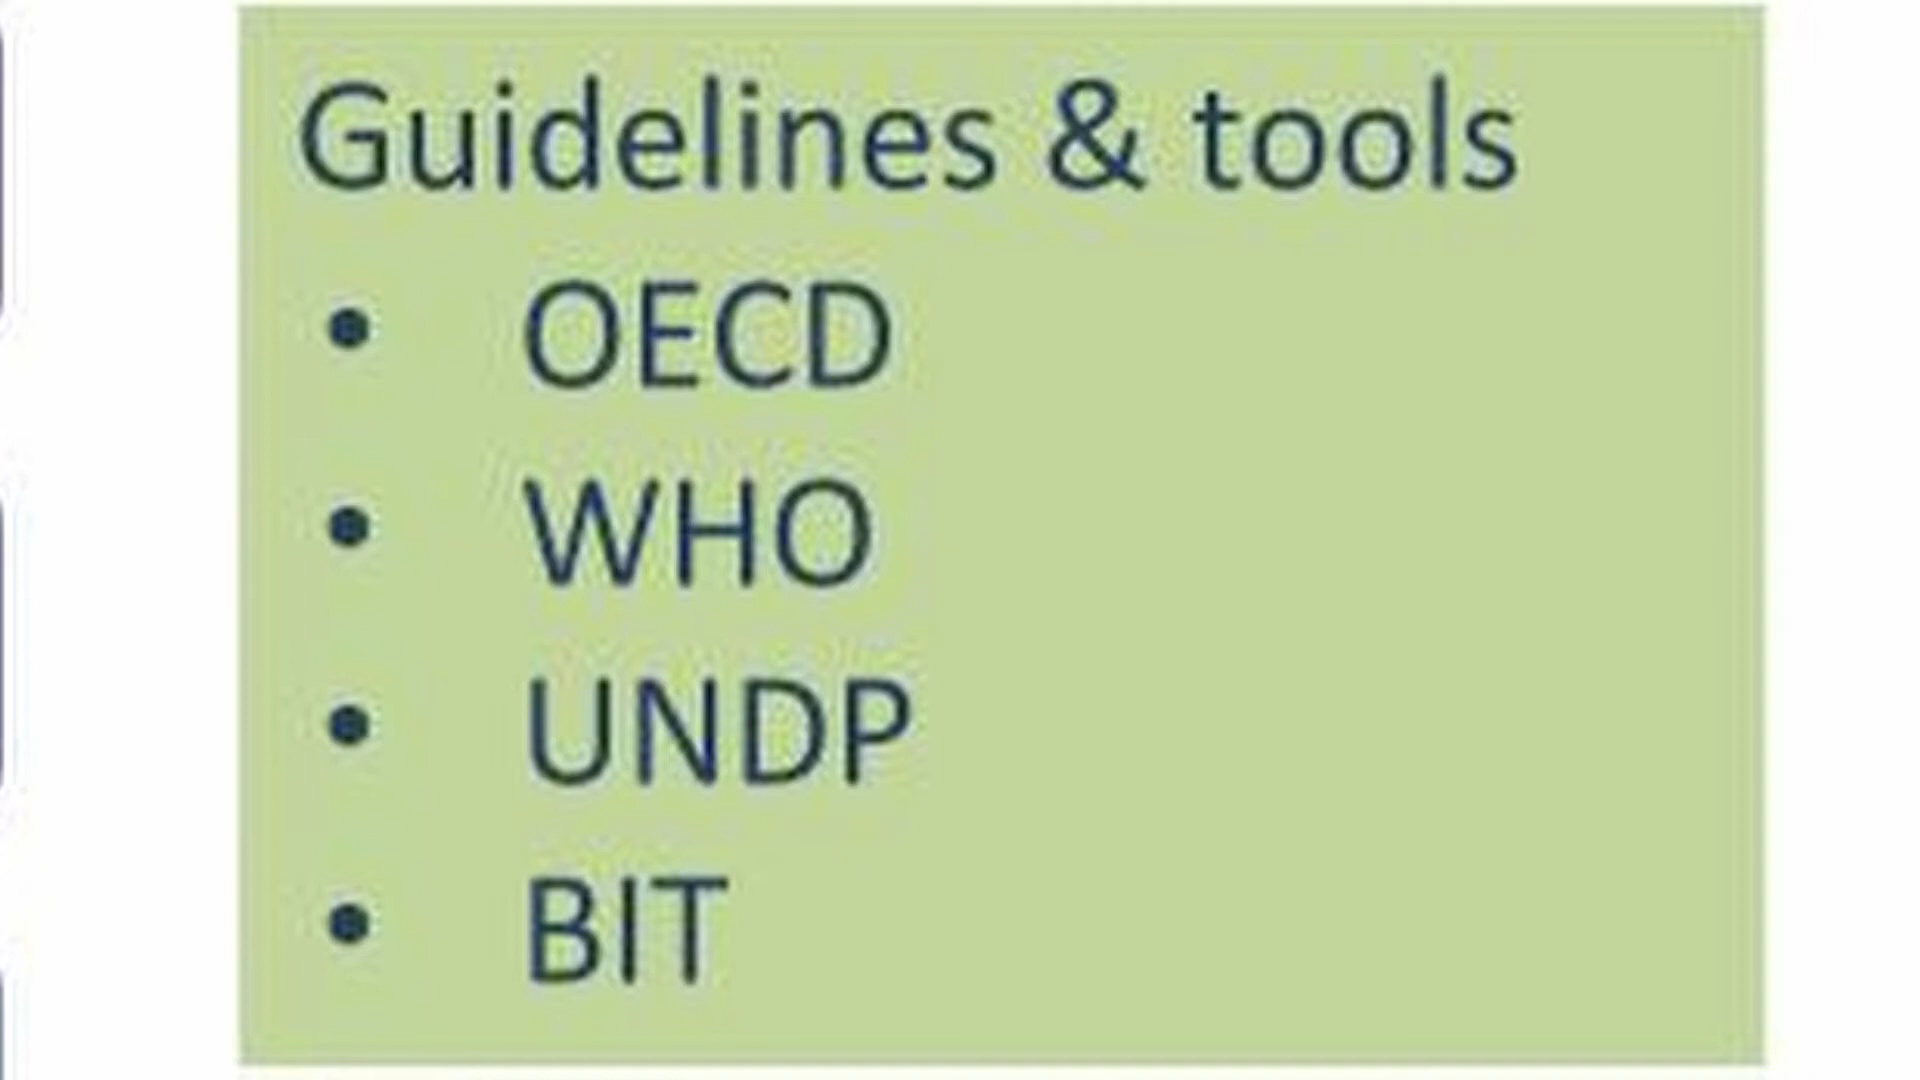 Guidelines & tools
• OECD
• WHO
• UNDP
• BIT